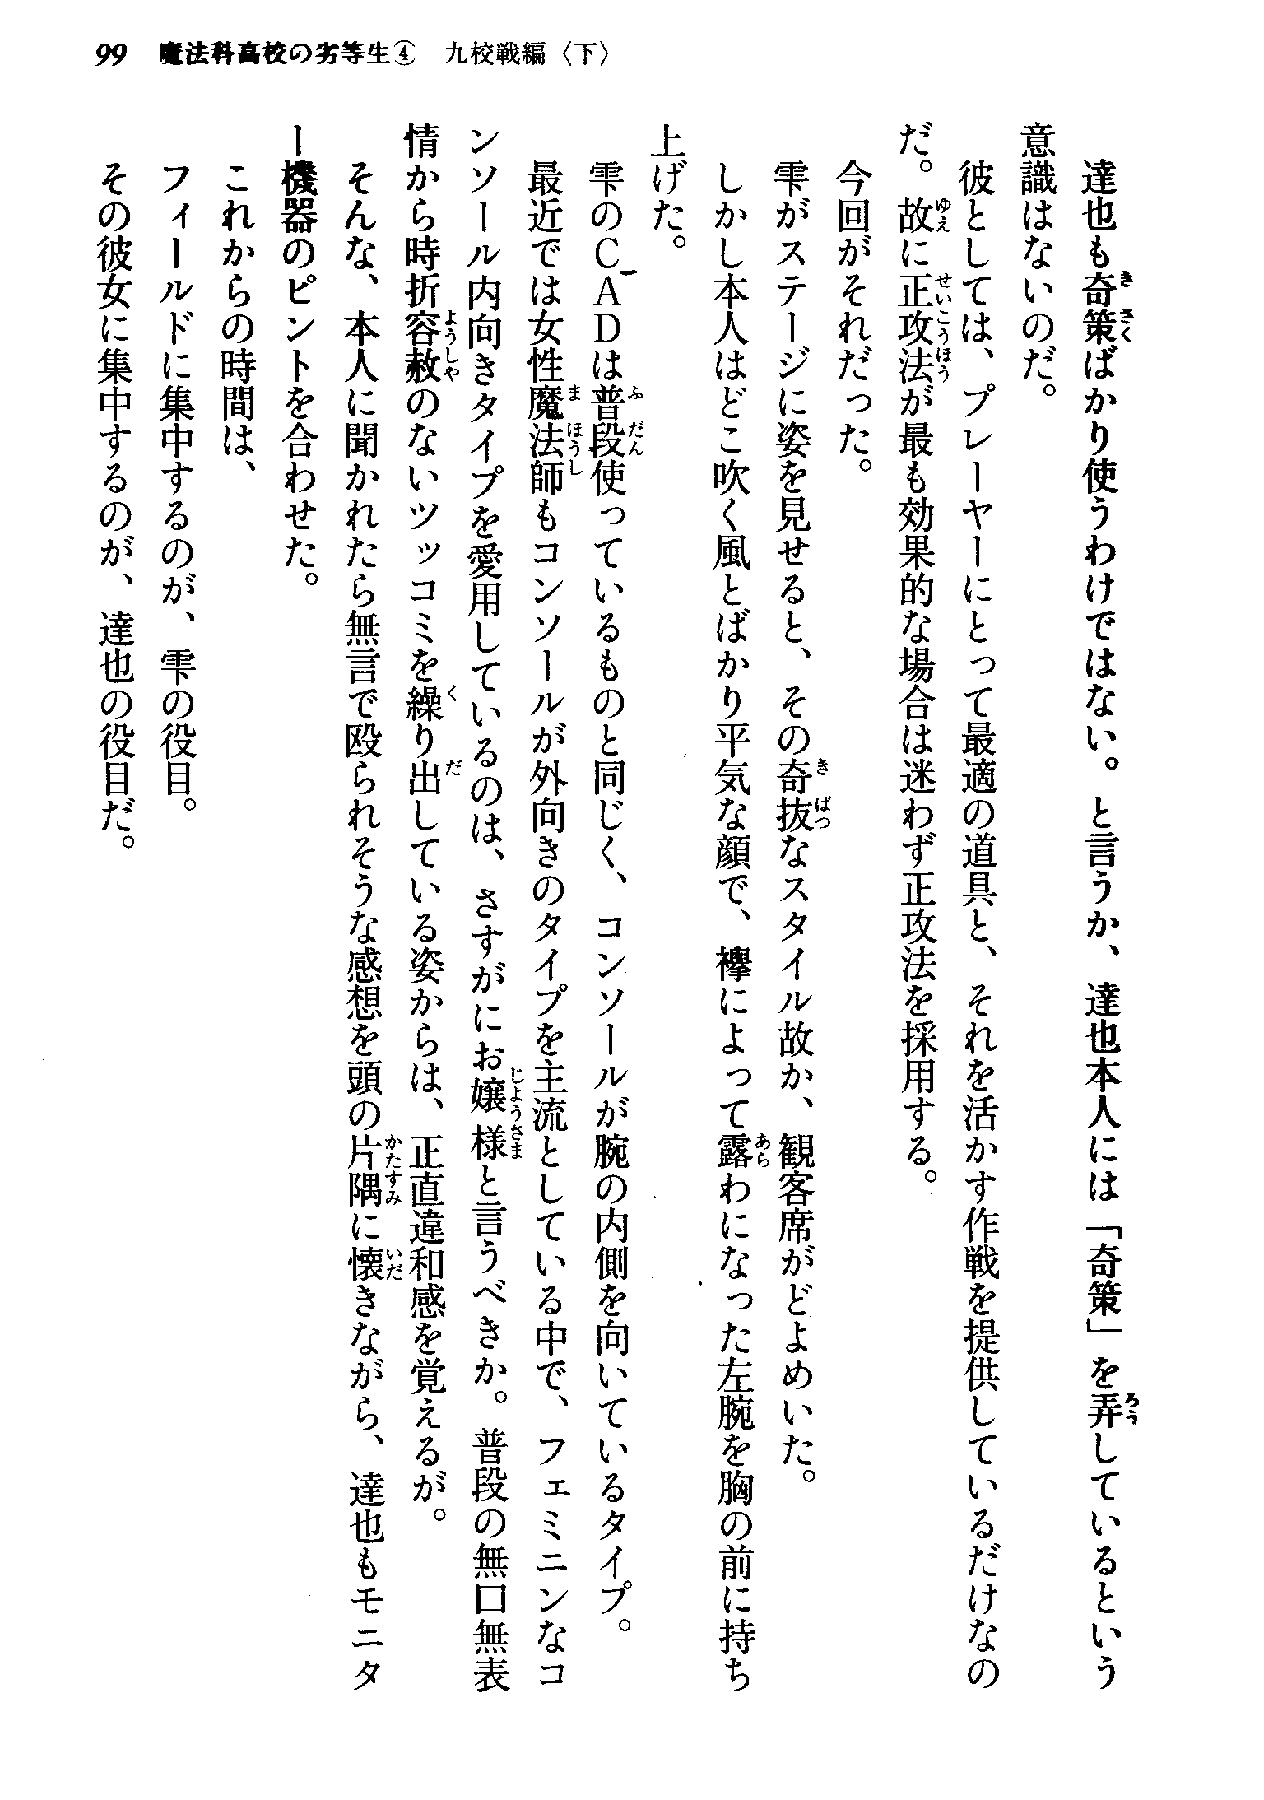 99 魔法科高校の劣等生④ 九校戦編〈下〉
達也も奇策ばかり使うわけではない。と言うか、達也本人には「奇策」を弄しているという
意識はないのだ。
彼としては、プレーヤーにとって最適の道具と、それを活かす作戦を提供しているだけなの
だ。故に正攻法が最も効果的な場合は迷わず正攻法を採用する。
今回がそれだった。
雫がステージに姿を見せると、その奇抜なスタイル故か、観客席がどよめいた。
しかし本人はどこ吹く風とばかり平気な顔で、襷によって露わになった左腕を胸の前に持ち
上げた。
雫のCADは普段使っているものと同じく、コンソールが腕の内側を向いているタイプ。
最近では女性魔法師もコンソールが外向きのタイプを主流としている中で、フェミニンなコ
ンソール内向きタイプを愛用しているのは、さすがにお嬢様と言うべきか。普段の無口無表
情から時折容赦のないツッコミを繰り出している姿からは、正直違和感を覚えるが。
そんな、本人に聞かれたら無言で殴られそうな感想を頭の片隅に懐きながら、達也もモニタ
ー機器のピントを合わせた。
これからの時間は、
フィールドに集中するのが、雫の役目。
その彼女に集中するのが、達也の役目だ。